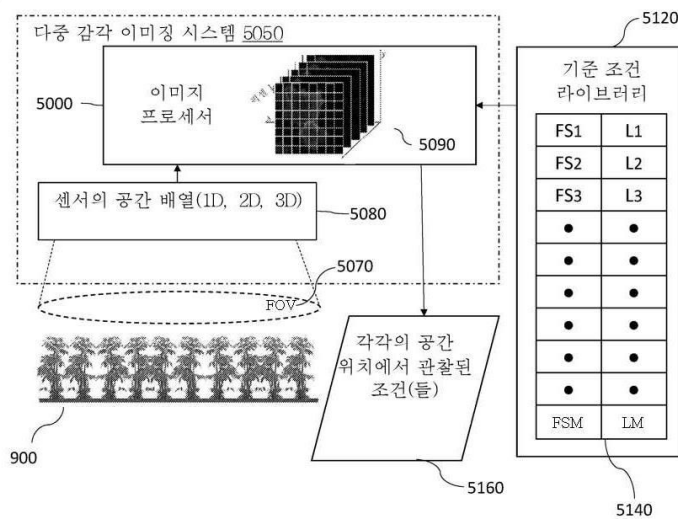 다중 감각 이미징 시스템 5050
5120
5000
이미지
프로세서
5090
기준 조건
라이브러리
FS1 L1
FS2 L2
FS3 L3
센서의 공간 배열(1D, 2D, 3D)
5080
FOV
5070
각각의 공간
위치에서 관찰된
조건(들)
900
5160
FSM LM
5140